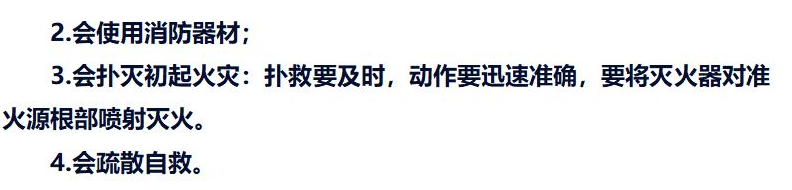 2.会使用消防器材；
3.会扑灭初起火灾：扑救要及时，动作要迅速准确，要将灭火器对准
火源根部喷射灭火。
4.会疏散自救。